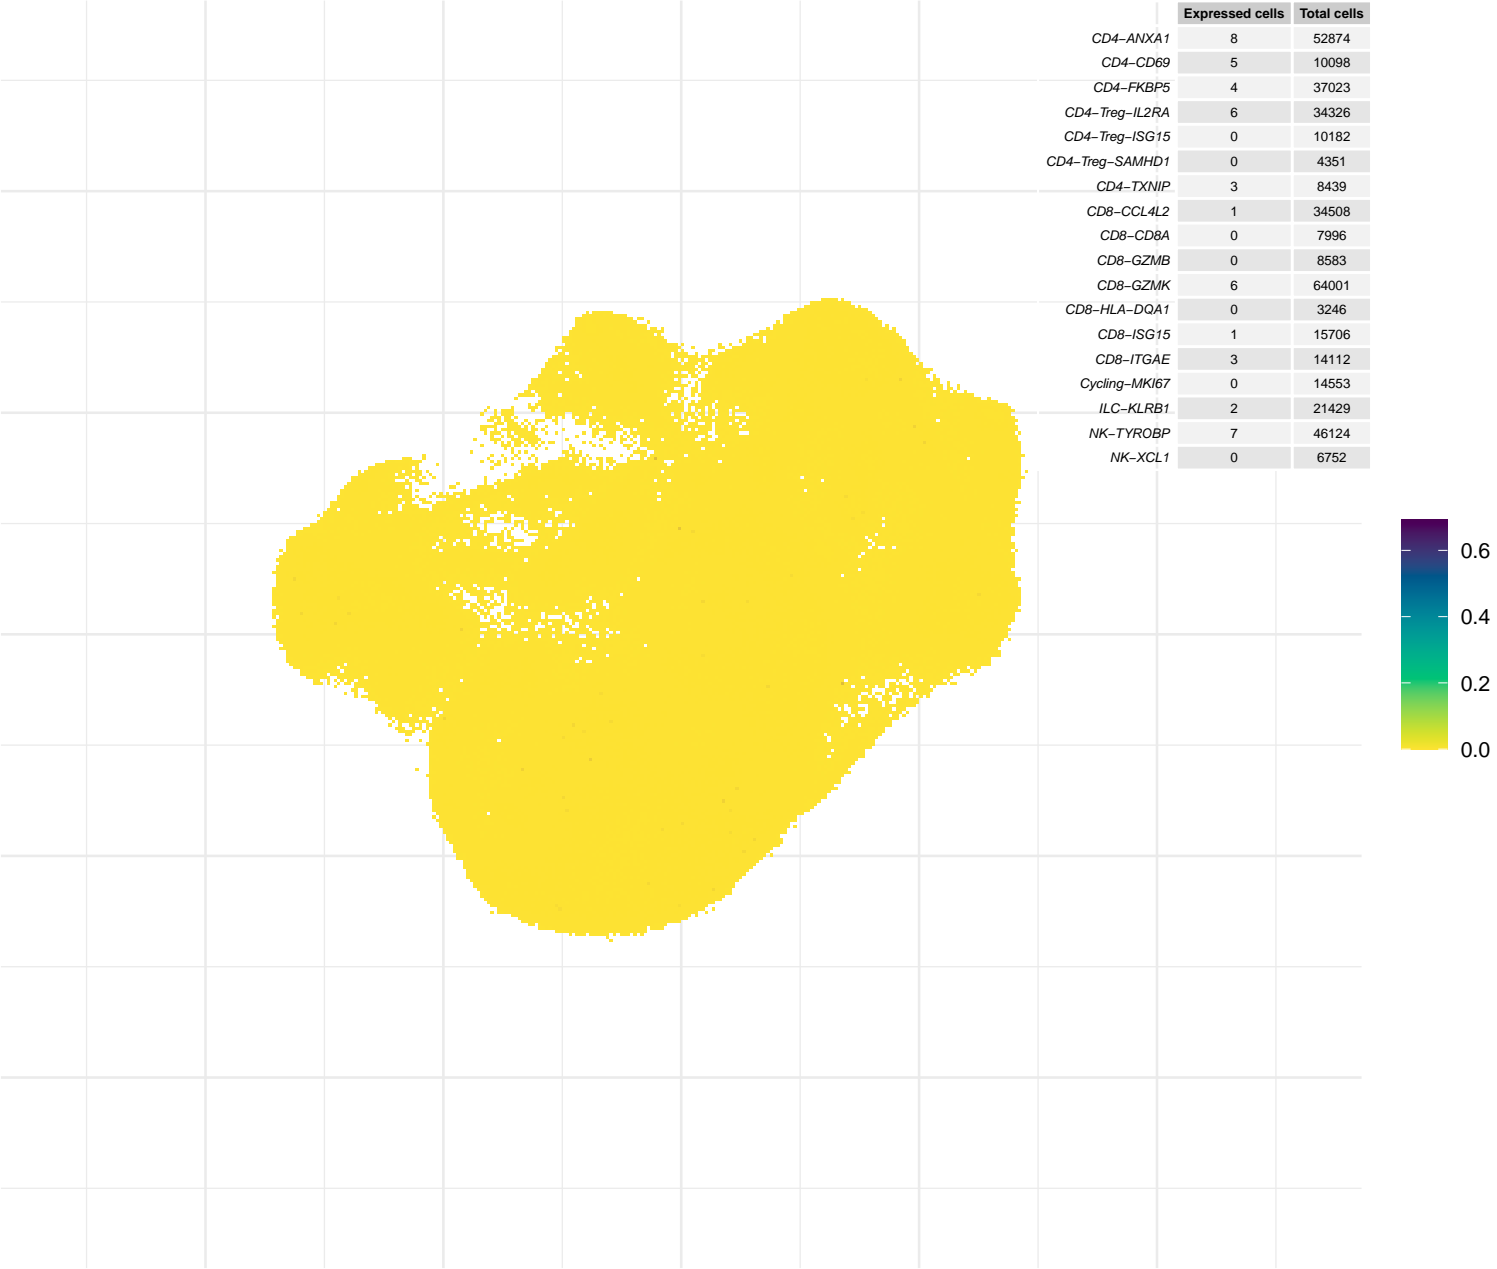 Expressed cells Total cells
CD4−ANXA1 8 52874
CD4−CD69 5 10098
CD4−FKBP5 4 37023
CD4−Treg−IL2RA 6 34326
CD4−Treg−ISG15 0 10182
CD4−Treg−SAMHD1 0 4351
CD4−TXNIP 3 8439
CD8−CCL4L2 1 34508
CD8−CD8A 0 7996
CD8−GZMB 0 8583
CD8−GZMK 6 64001
CD8−HLA−DQA1 0 3246
CD8−ISG15 1 15706
CD8−ITGAE 3 14112
Cycling−MKI67 0 14553
ILC−KLRB1 2 21429
NK−TYROBP 7 46124
NK−XCL1 0 6752
0.6
0.4
0.2
0.0